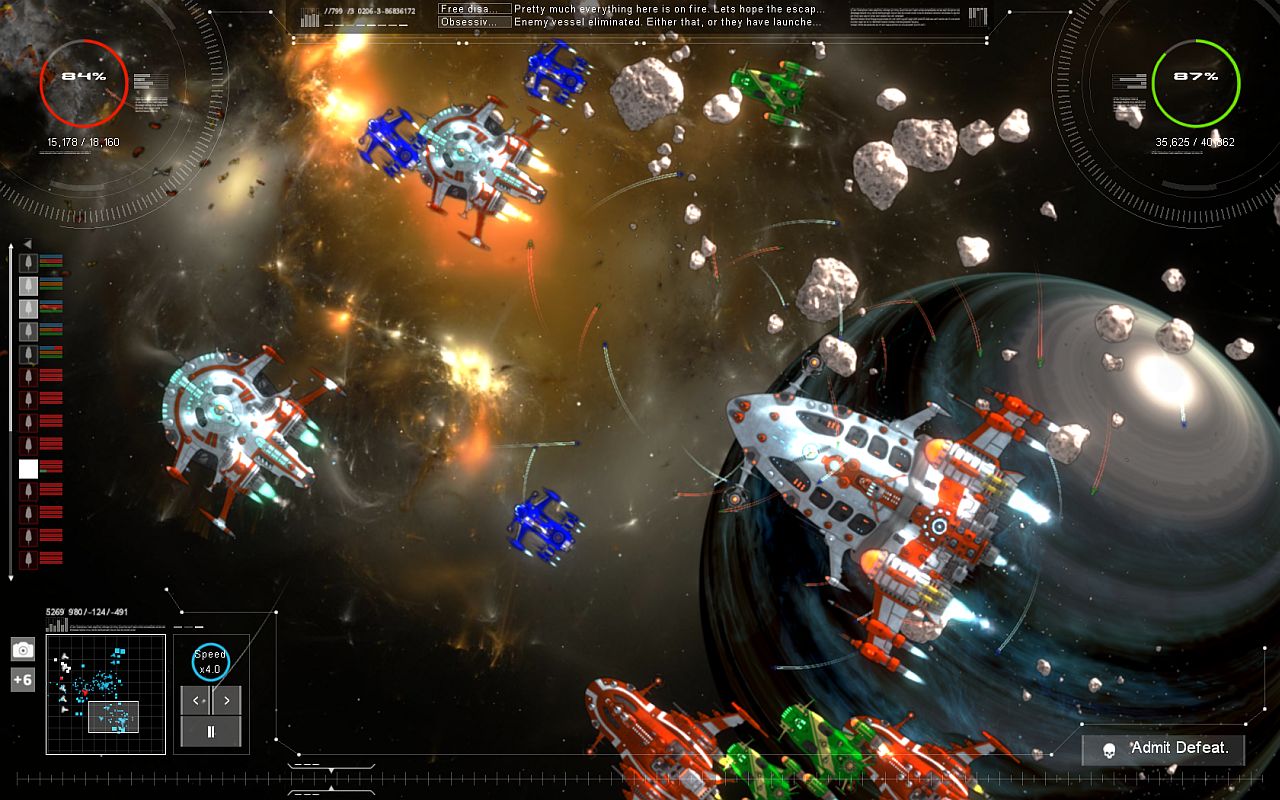 //799 /3 0206-3-86836172
Free disa... Pretty much everything here is on fire. Lets hope the escap...
Obsessiv... Enemy vessel eliminated. Either that, or they have launche...
84%
15,178 / 18,160
87%
35,625 / 40,862
5269 980/-124/-491
+6
Speed
x4.0
< >
Admit Defeat.